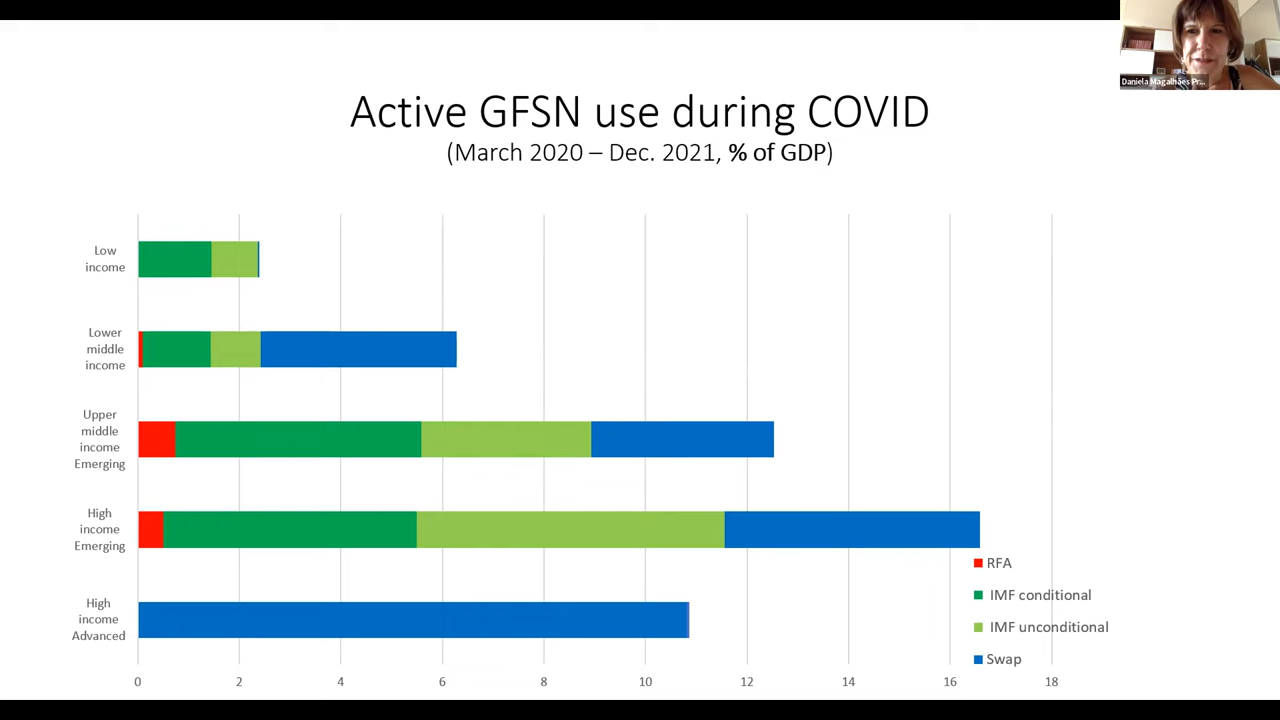 Daniela Magalhães Pr...
Active GFSN use during COVID
(March 2020 – Dec. 2021, % of GDP)
Low
income
Lower
middle
income
Upper
middle
income
Emerging
High
income
Emerging
High
income
Advanced
RFA
IMF conditional
IMF unconditional
Swap
0 2 4 6 8 10 12 14 16 18